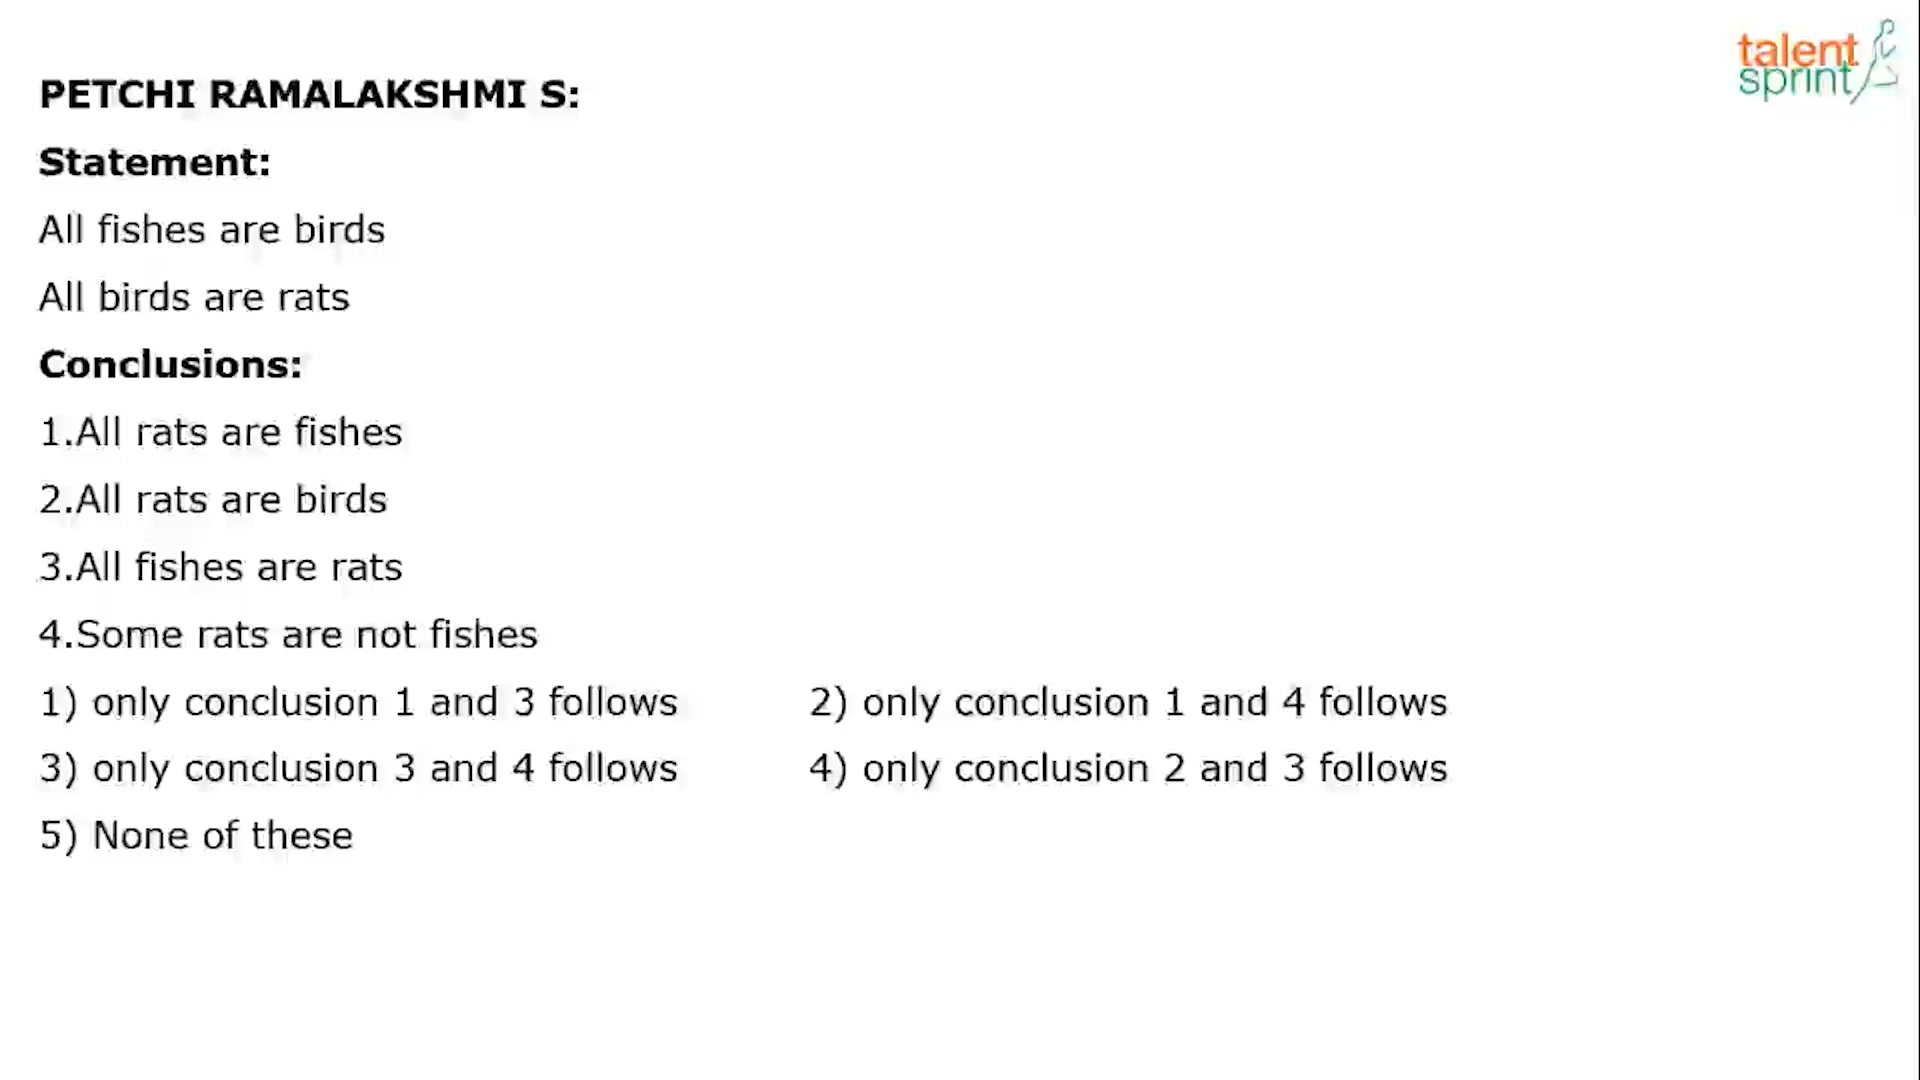 talent
sprint
PETCHI RAMALAKSHMI S:
Statement:
All fishes are birds
All birds are rats
Conclusions:
1.All rats are fishes
2.All rats are birds
3.All fishes are rats
4.Some rats are not fishes
1) only conclusion 1 and 3 follows 2) only conclusion 1 and 4 follows
3) only conclusion 3 and 4 follows 4) only conclusion 2 and 3 follows
5) None of these